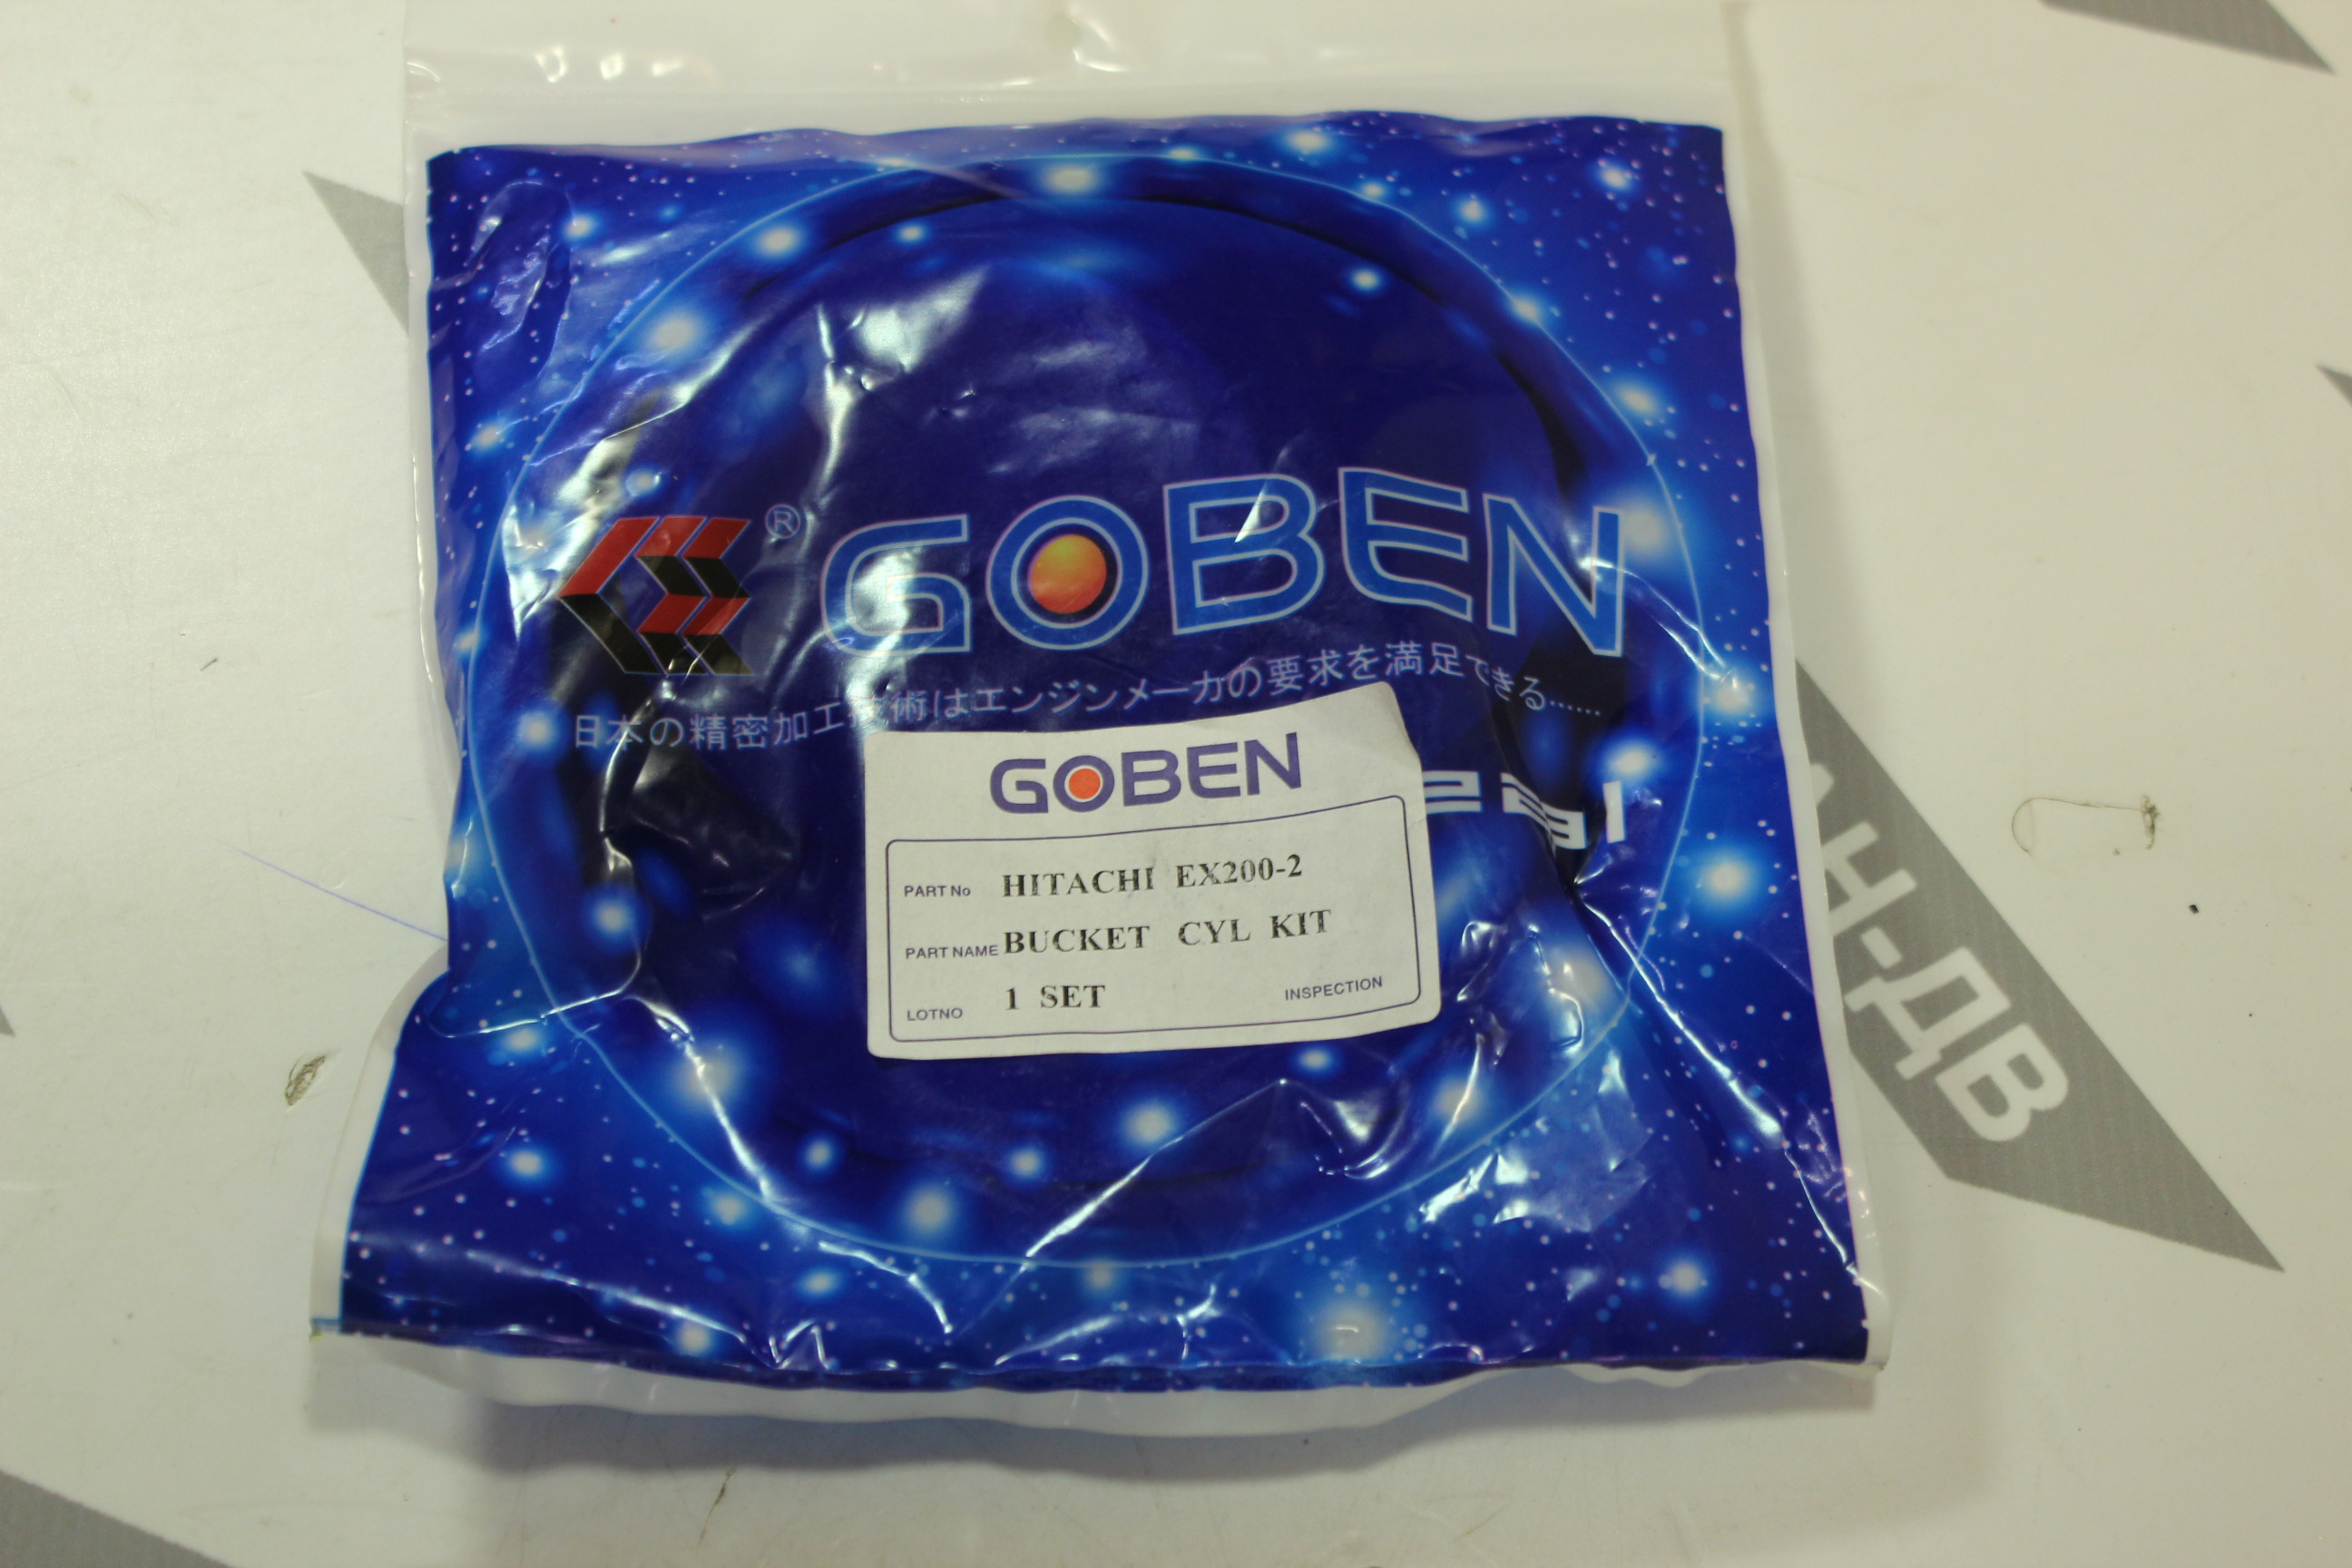 ® GOBEN
日本の精密加工技術はエンジンメーカの要求を満足できる……
GOBEN
PART No HITACHI EX200-2
PART NAME BUCKET CYL KIT
LOTNO 1 SET INSPECTION
Н-ДВ